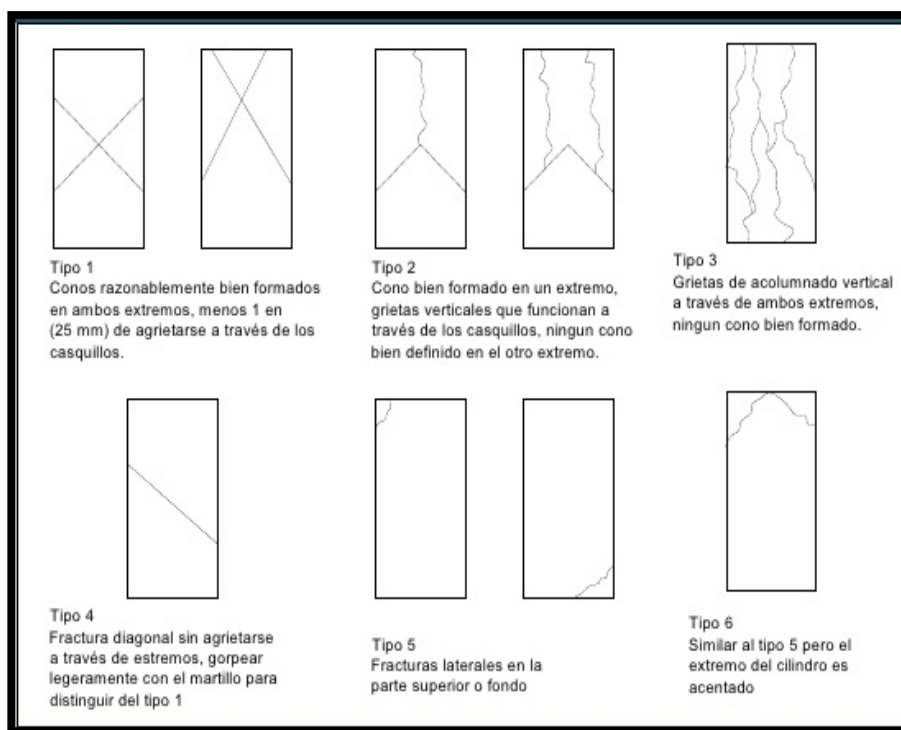 Tipo 1
Conos razonablemente bien formados
en ambos extremos, menos 1 en
(25 mm) de agrietarse a través de los
casquillos.
Tipo 2
Cono bien formado en un extremo,
grietas verticales que funcionan a
través de los casquillos, ningun cono
bien definido en el otro extremo.
Tipo 3
Grietas de acolumnado vertical
a través de ambos extremos,
ningun cono bien formado.
Tipo 4
Fractura diagonal sin agrietarse
a través de estremos, gorpear
legeramente con el martillo para
distinguir del tipo 1
Tipo 5
Fracturas laterales en la
parte superior o fondo
Tipo 6
Similar al tipo 5 pero el
extremo del cilindro es
acentado